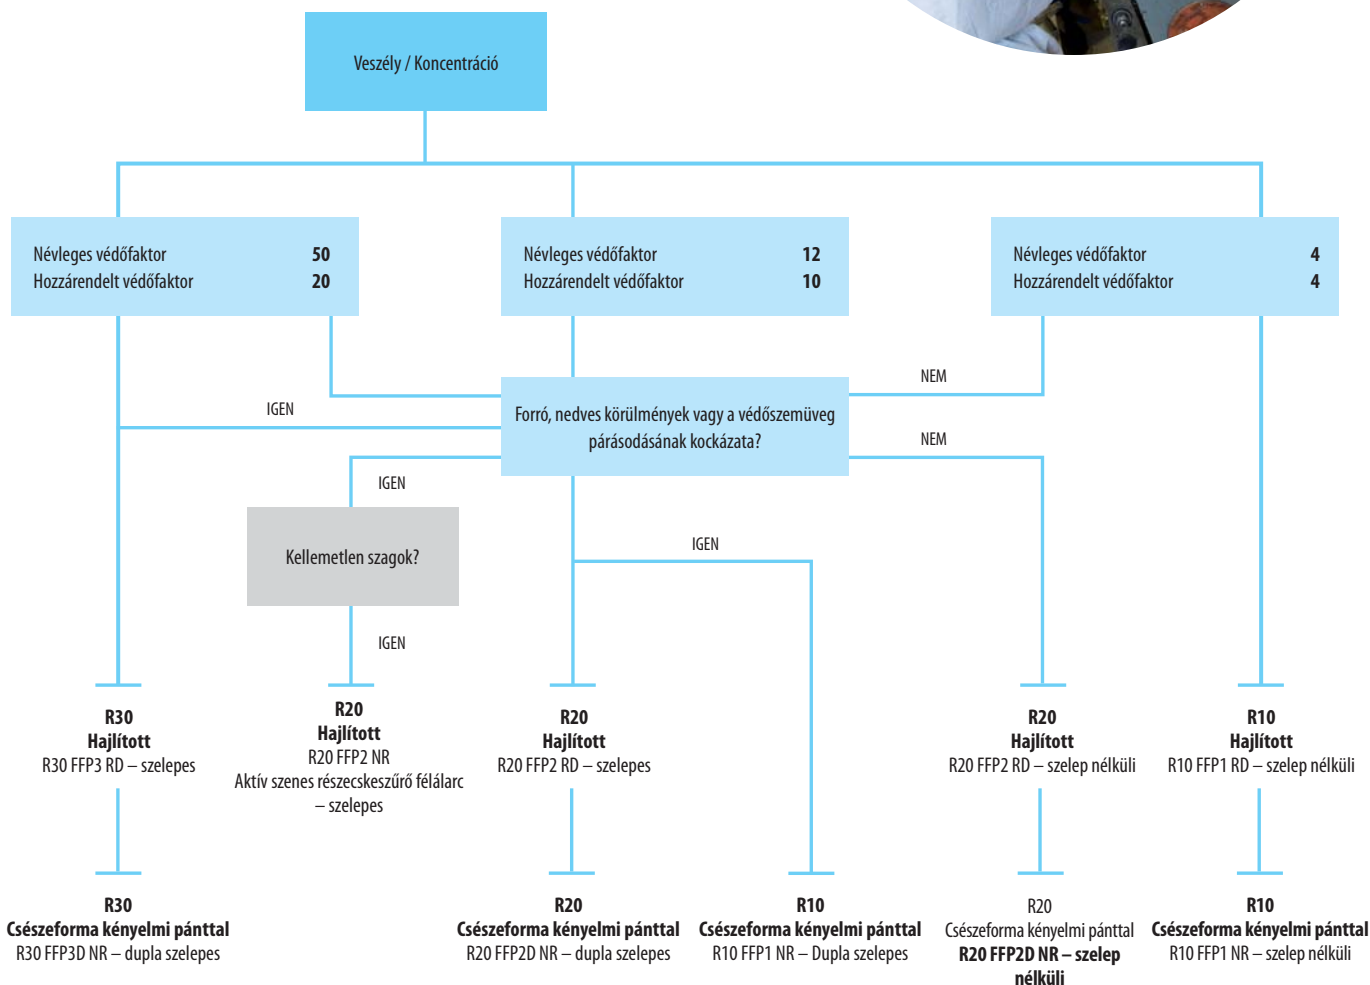 Veszély / Koncentráció
Névleges védőfaktor 50
Hozzárendelt védőfaktor 20
Névleges védőfaktor 12
Hozzárendelt védőfaktor 10
Névleges védőfaktor 4
Hozzárendelt védőfaktor 4
NEM
IGEN
Forró, nedves körülmények vagy a védőszemüveg
párásodásának kockázata?
NEM
IGEN
Kellemetlen szagok?
IGEN
IGEN
R30
Hajlított
R30 FFP3 RD – szelepes
R20
Hajlított
R20 FFP2 NR
Aktív szenes részecskeszűrő félálarc
– szelepes
R20
Hajlított
R20 FFP2 RD – szelepes
R20
Hajlított
R20 FFP2 RD – szelep nélküli
R10
Hajlított
R10 FFP1 RD – szelep nélküli
R30
Csészeforma kényelmi pánttal
R30 FFP3D NR – dupla szelepes
R20
Csészeforma kényelmi pánttal
R20 FFP2D NR – dupla szelepes
R10
Csészeforma kényelmi pánttal
R10 FFP1 NR – Dupla szelepes
R20
Csészeforma kényelmi pánttal
R20 FFP2D NR – szelep
nélküli
R10
Csészeforma kényelmi pánttal
R10 FFP1 NR – szelep nélküli